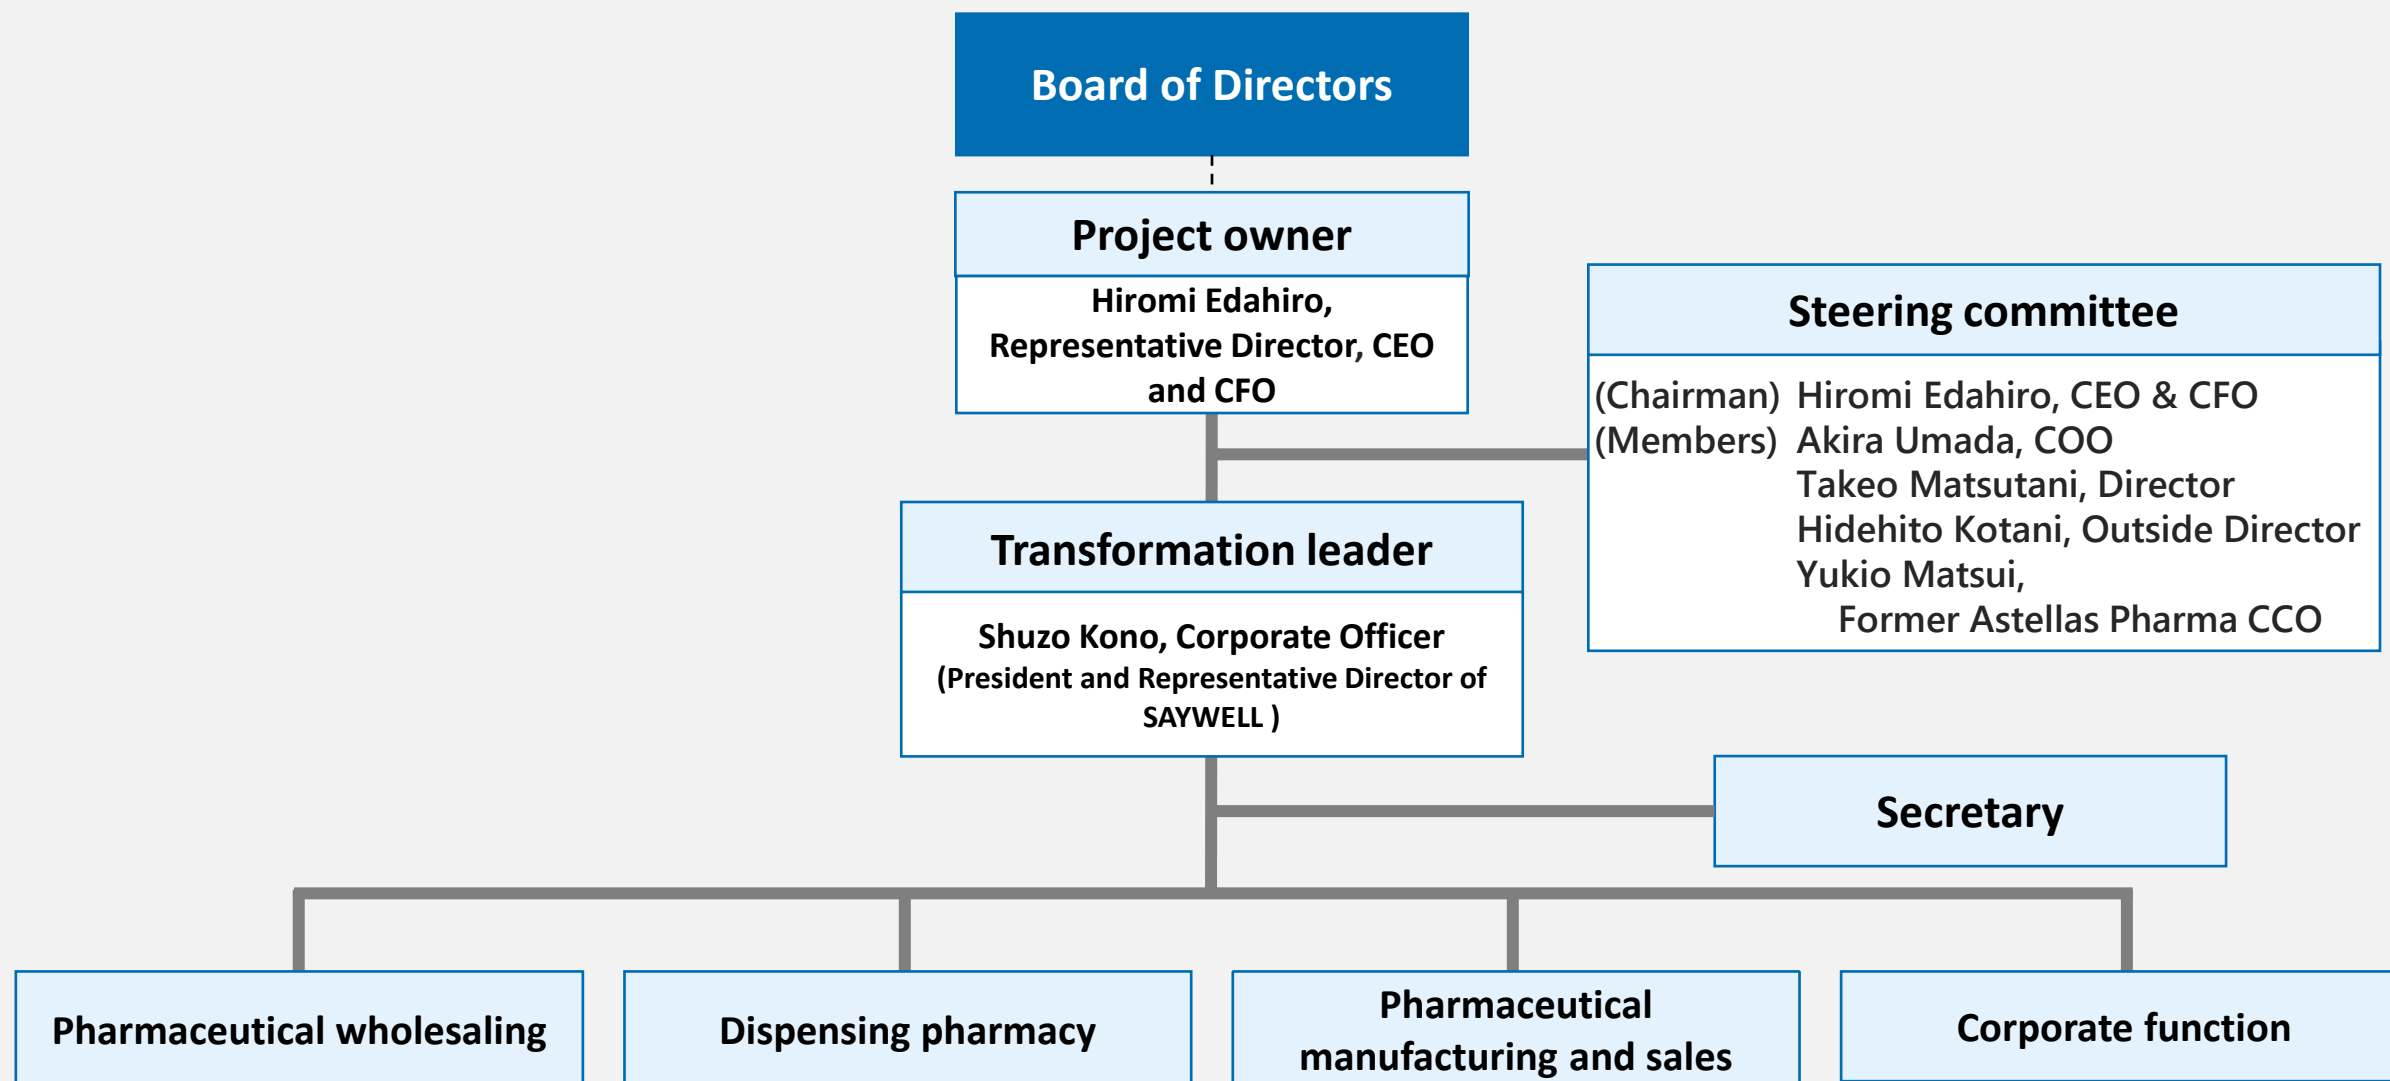 Board of Directors
Project owner
Hiromi Edahiro,
Representative Director, CEO
and CFO
Steering committee
(Chairman) Hiromi Edahiro, CEO & CFO
(Members) Akira Umada, COO
Takeo Matsutani, Director
Hidehito Kotani, Outside Director
Yukio Matsui,
Former Astellas Pharma CCO
Transformation leader
Shuzo Kono, Corporate Officer
(President and Representative Director of
SAYWELL )
Secretary
Pharmaceutical wholesaling
Dispensing pharmacy
Pharmaceutical
manufacturing and sales
Corporate function